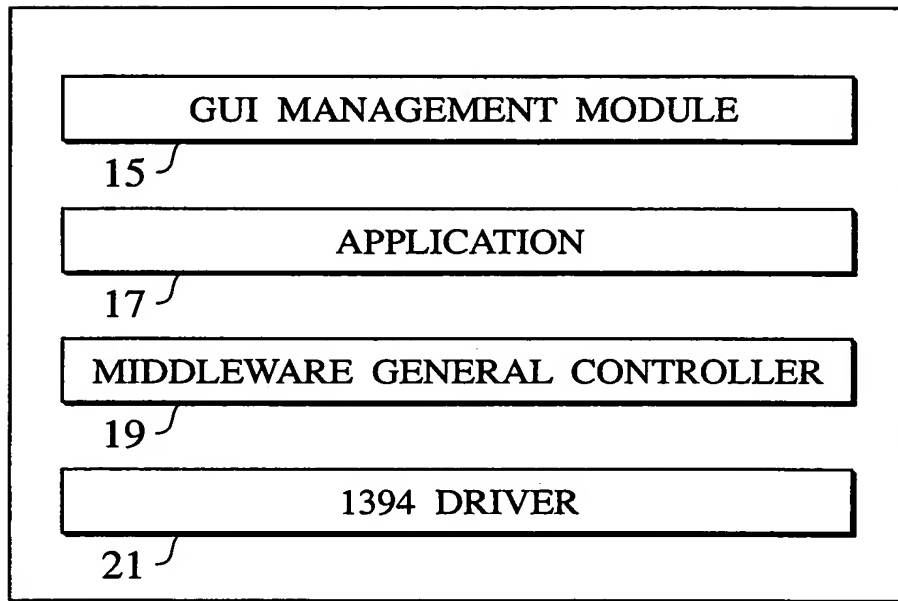 GUI MANAGEMENT MODULE
15
APPLICATION
17
MIDDLEWARE GENERAL CONTROLLER
19
1394 DRIVER
21